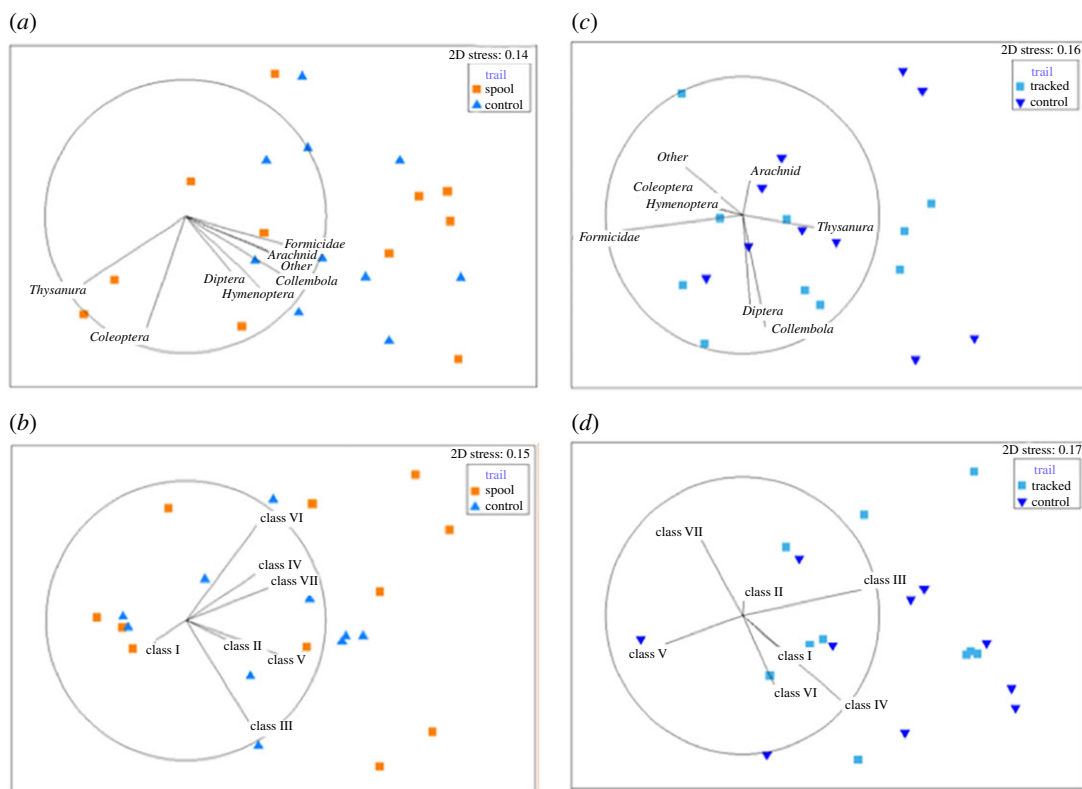 (a)
2D stress: 0.14
trail
spool
control
Formicidae
Arachnid
Other
Collembola
Diptera
Hymenoptera
Thysanura
Coleoptera
(c)
2D stress: 0.16
trail
tracked
control
Other
Arachnid
Coleoptera
Hymenoptera
Thysanura
Formicidae
Diptera
Collembola
(b)
2D stress: 0.15
trail
spool
control
class VI
class IV
class VII
class I
class II
class V
class III
(d)
2D stress: 0.17
trail
tracked
control
class VII
class III
class II
class V
class I
class VI
class IV